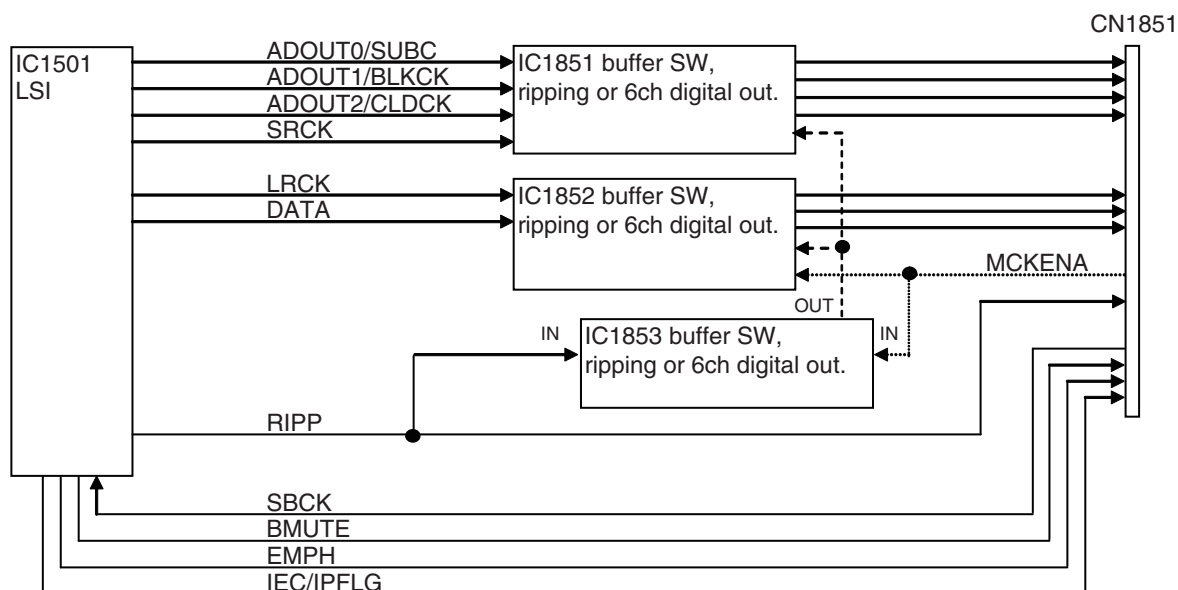 CN1851
IC1501
LSI
ADOUT0/SUBC
ADOUT1/BLKCK
ADOUT2/CLDCK
SRCK
IC1851 buffer SW,
ripping or 6ch digital out.
LRCK
DATA
IC1852 buffer SW,
ripping or 6ch digital out.
MCKENA
OUT
IN
IC1853 buffer SW,
ripping or 6ch digital out.
IN
RIPP
SBCK
BMUTE
EMPH
IEC/IPFLG